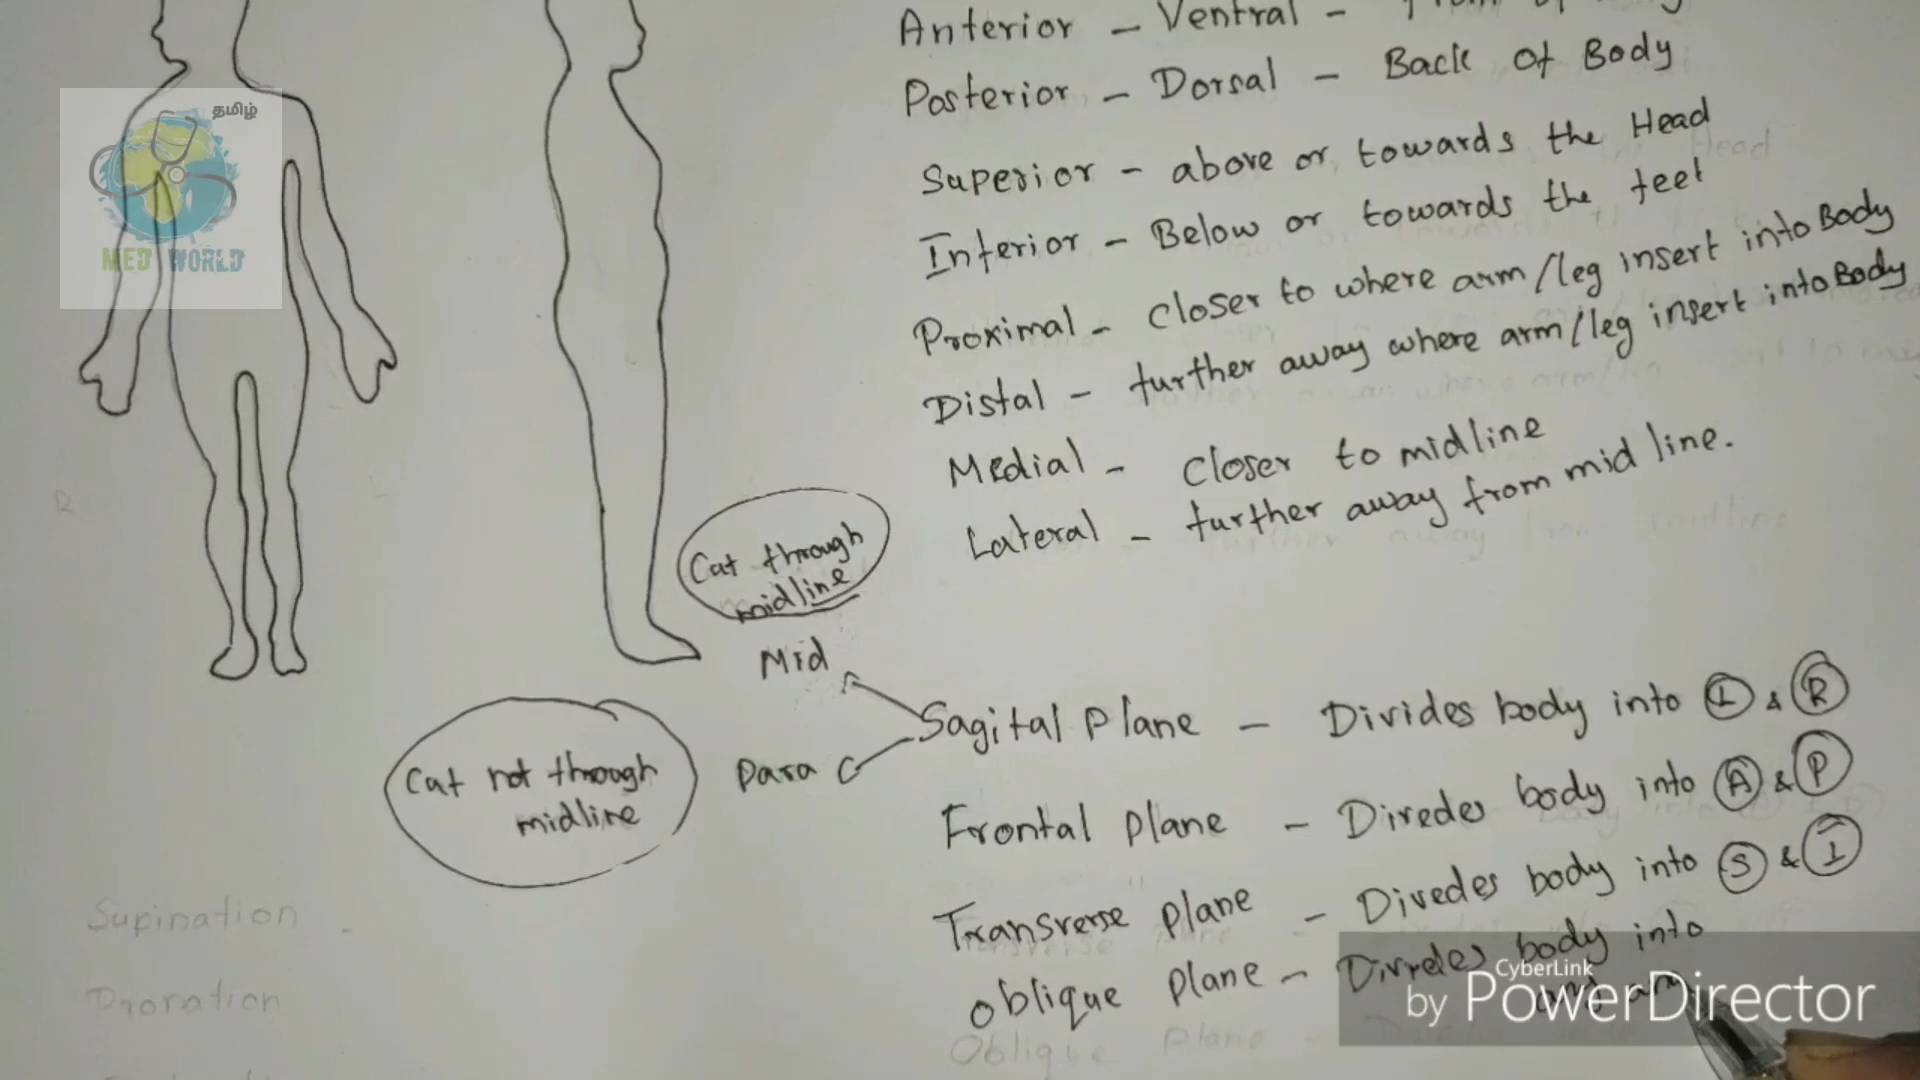 Anterior - Ventral -
Posterior - Dorsal - Back of Body
Superior - above or towards the Head
Inferior - Below or towards the feet
Proximal - closer to where arm/leg insert into Body
Distal - further away where arm/leg insert into Body
Medial - closer to midline
Lateral - further away from mid line.
தமிழ்
MED WORLD
R
L
Cut through
midline
Mid
Sagital Plane - Divides body into L & R
Para
Cut not through
midline
Frontal plane - Divedes body into A & P
Transverse plane - Divedes body into S & I
oblique plane - Divides body into
Supination -
Pronation
Oblique Plane -
CyberLink
by PowerDirector